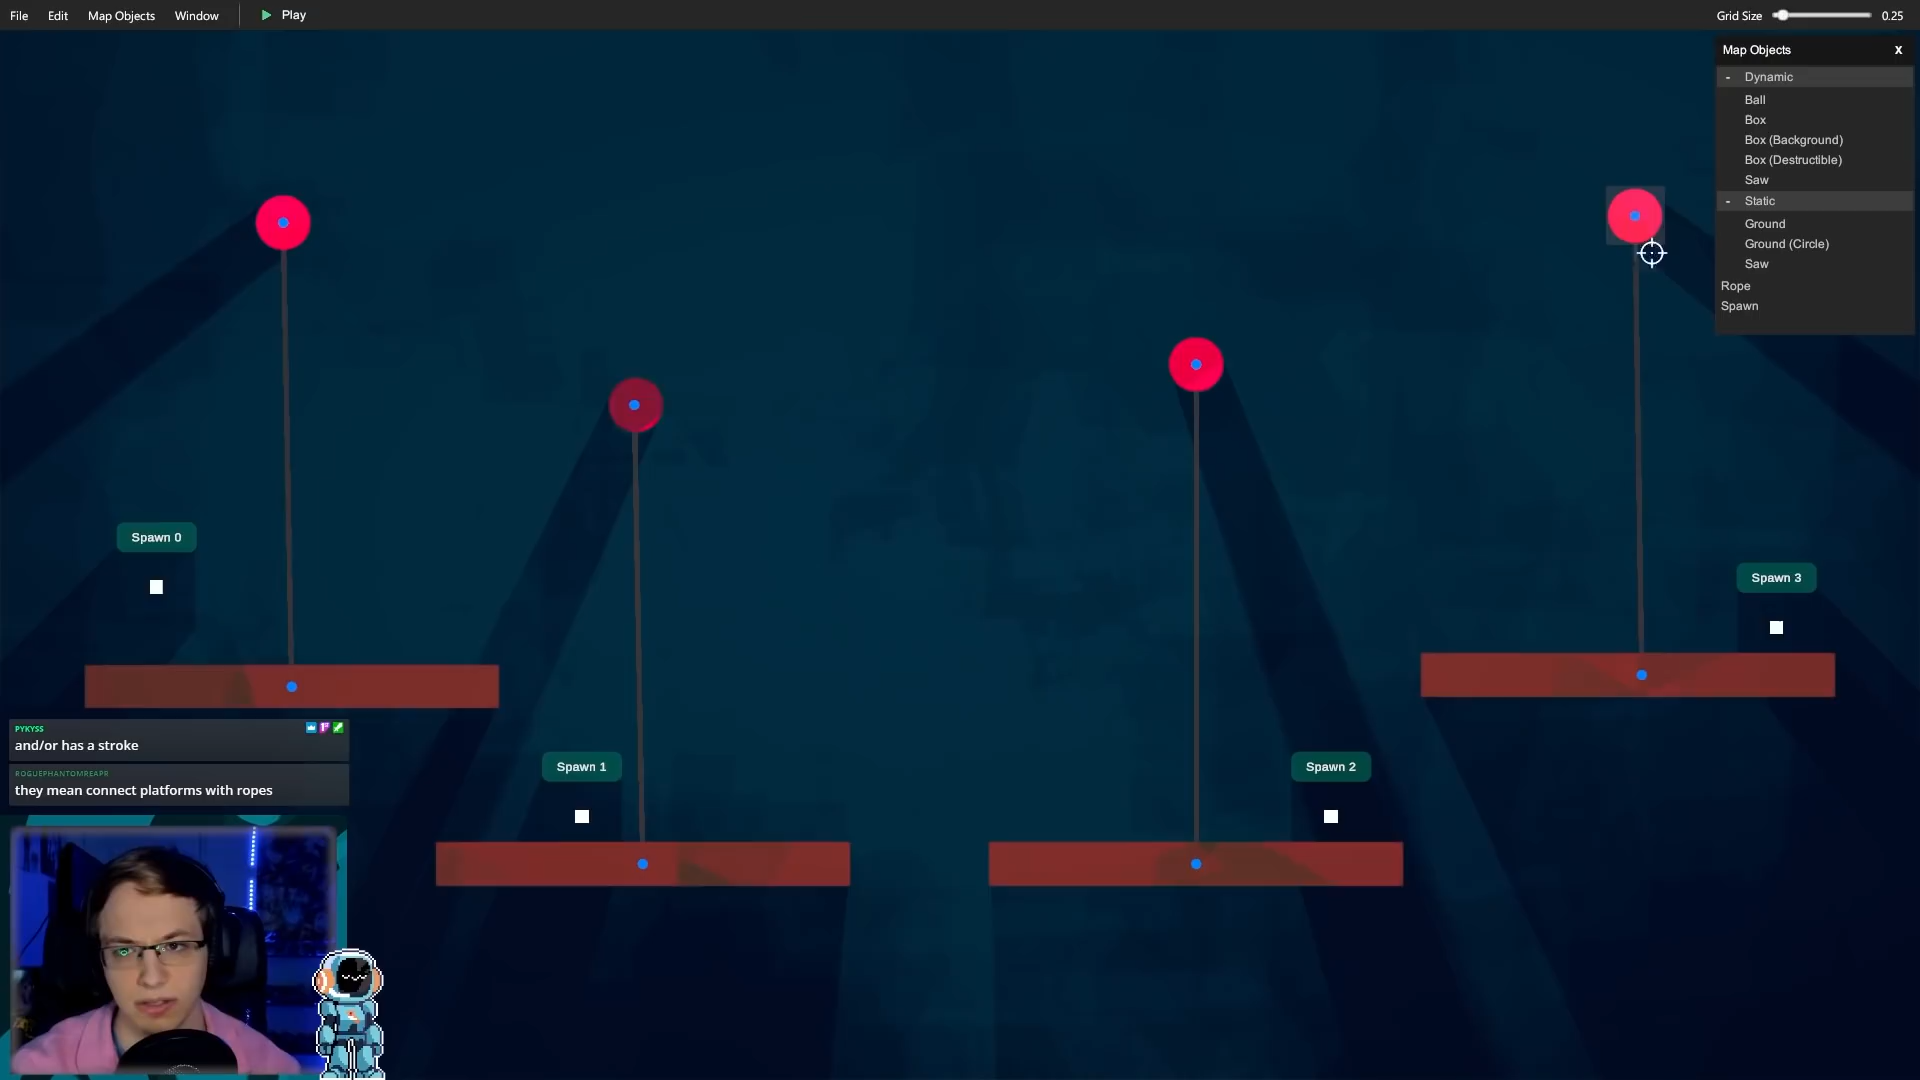 File Edit Map Objects Window Play Grid Size 0.25
Map Objects x
- Dynamic
Ball
Box
Box (Background)
Box (Destructible)
Saw
- Static
Ground
Ground (Circle)
Saw
Rope
Spawn
Spawn 0
Spawn 3
Spawn 1
Spawn 2
PYKYSS
and/or has a stroke
ROGUEPHANTOMREAPR
they mean connect platforms with ropes